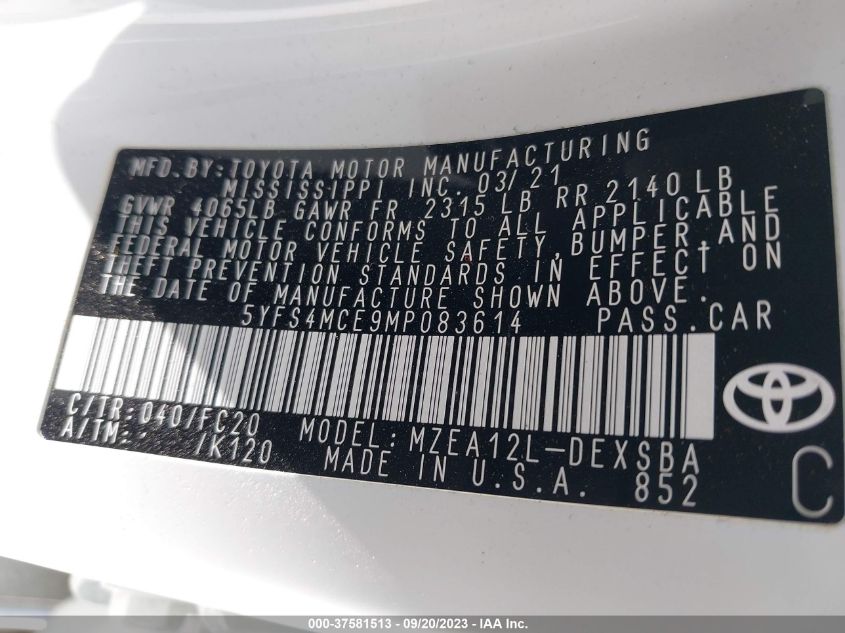 MFD.BY:TOYOTA MOTOR MANUFACTURING
MISSISSIPPI INC. 03/21
GVWR 4065LB GAWR FR. 2315 LB RR 2140LB
THIS VEHICLE CONFORMS TO ALL APPLICABLE
FEDERAL MOTOR VEHICLE SAFETY,BUMPER,AND
THEFT PREVENTION STANDARDS IN EFFECT ON
THE DATE OF MANUFACTURE SHOWN ABOVE.
5YFS4MCE9MP083614 PASS.CAR
C/TR:040/FC20 MODEL:MZEA12L-DEXSBA
A/TM: /K120 MADE IN U.S.A. 852
C
000-37581513 - 09/20/2023 - IAA Inc.